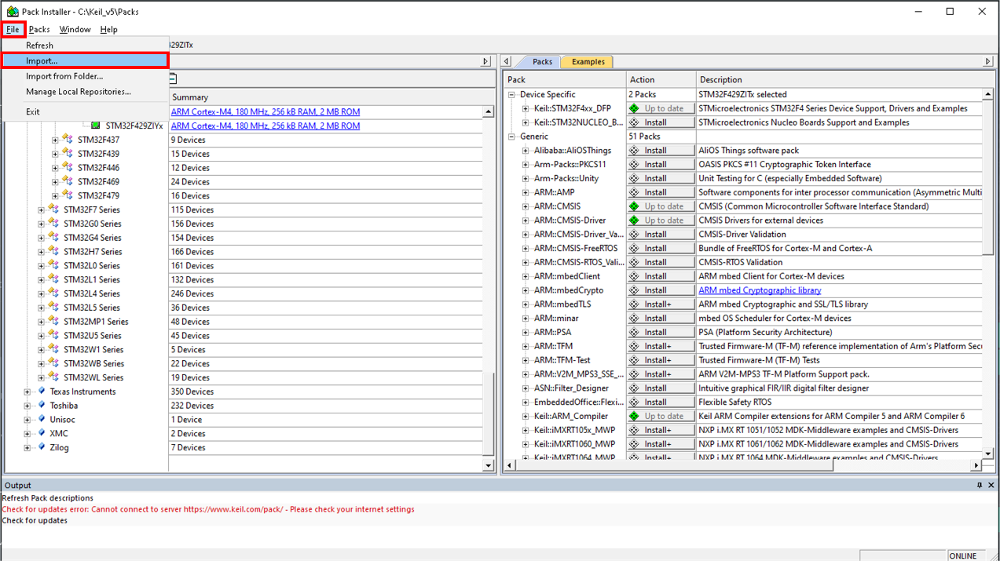 Pack Installer - C:\Keil_v5\Packs
File Packs Window Help
Refresh
Import...
Import from Folder...
Manage Local Repositories...
Exit
429ZITx
Summary
ARM Cortex-M4, 180 MHz, 256 kB RAM, 2 MB ROM
STM32F429ZIYx ARM Cortex-M4, 180 MHz, 256 kB RAM, 2 MB ROM
STM32F437 9 Devices
STM32F439 15 Devices
STM32F446 12 Devices
STM32F469 24 Devices
STM32F479 16 Devices
STM32F7 Series 115 Devices
STM32G0 Series 156 Devices
STM32G4 Series 154 Devices
STM32H7 Series 166 Devices
STM32L0 Series 161 Devices
STM32L1 Series 132 Devices
STM32L4 Series 246 Devices
STM32L5 Series 36 Devices
STM32MP1 Series 48 Devices
STM32U5 Series 45 Devices
STM32W1 Series 5 Devices
STM32WB Series 22 Devices
STM32WL Series 19 Devices
Texas Instruments 350 Devices
Toshiba 232 Devices
Unisoc 1 Device
XMC 2 Devices
Zilog 7 Devices
Packs Examples
Pack Action Description
Device Specific 2 Packs STM32F429ZITx selected
Keil::STM32F4xx_DFP Up to date STMicroelectronics STM32F4 Series Device Support, Drivers and Examples
Keil::STM32NUCLEO_B... Install STMicroelectronics Nucleo Boards Support and Examples
Generic 51 Packs
Alibaba::AliOSThings Install AliOS Things software pack
Arm-Packs::PKCS11 Install OASIS PKCS #11 Cryptographic Token Interface
Arm-Packs::Unity Install Unit Testing for C (especially Embedded Software)
ARM::AMP Install Software components for inter processor communication (Asymmetric Multi
ARM::CMSIS Up to date CMSIS (Common Microcontroller Software Interface Standard)
ARM::CMSIS-Driver Up to date CMSIS Drivers for external devices
ARM::CMSIS-Driver_Va... Install CMSIS-Driver Validation
ARM::CMSIS-FreeRTOS Install Bundle of FreeRTOS for Cortex-M and Cortex-A
ARM::CMSIS-RTOS_Vali... Install CMSIS-RTOS Validation
ARM::mbedClient Install ARM mbed Client for Cortex-M devices
ARM::mbedCrypto Install ARM mbed Cryptographic library
ARM::mbedTLS Install+ ARM mbed Cryptographic and SSL/TLS library
ARM::minar Install mbed OS Scheduler for Cortex-M devices
ARM::PSA Install PSA (Platform Security Architecture)
ARM::TFM Install+ Trusted Firmware-M (TF-M) reference implementation of Arm's Platform Secu
ARM::TFM-Test Install+ Trusted Firmware-M (TF-M) Tests
ARM::V2M_MPS3_SSE_... Install+ ARM V2M-MPS3 TF-M Platform Support pack.
ASN::Filter_Designer Install Intuitive graphical FIR/IIR digital filter designer
EmbeddedOffice::Flexi... Install Flexible Safety RTOS
Keil::ARM_Compiler Up to date Keil ARM Compiler extensions for ARM Compiler 5 and ARM Compiler 6
Keil::iMXRT105x_MWP Install+ NXP i.MX RT 1051/1052 MDK-Middleware examples and CMSIS-Drivers
Keil::iMXRT1060_MWP Install+ NXP i.MX RT 1061/1062 MDK-Middleware examples and CMSIS-Drivers
Keil::iMXRT1064_MWP Install+ NXP i.MX RT 1064 MDK-Middleware examples and CMSIS-Drivers
Output
Refresh Pack descriptions
Check for updates error: Cannot connect to server https://www.keil.com/pack/ - Please check your internet settings
Check for updates
ONLINE